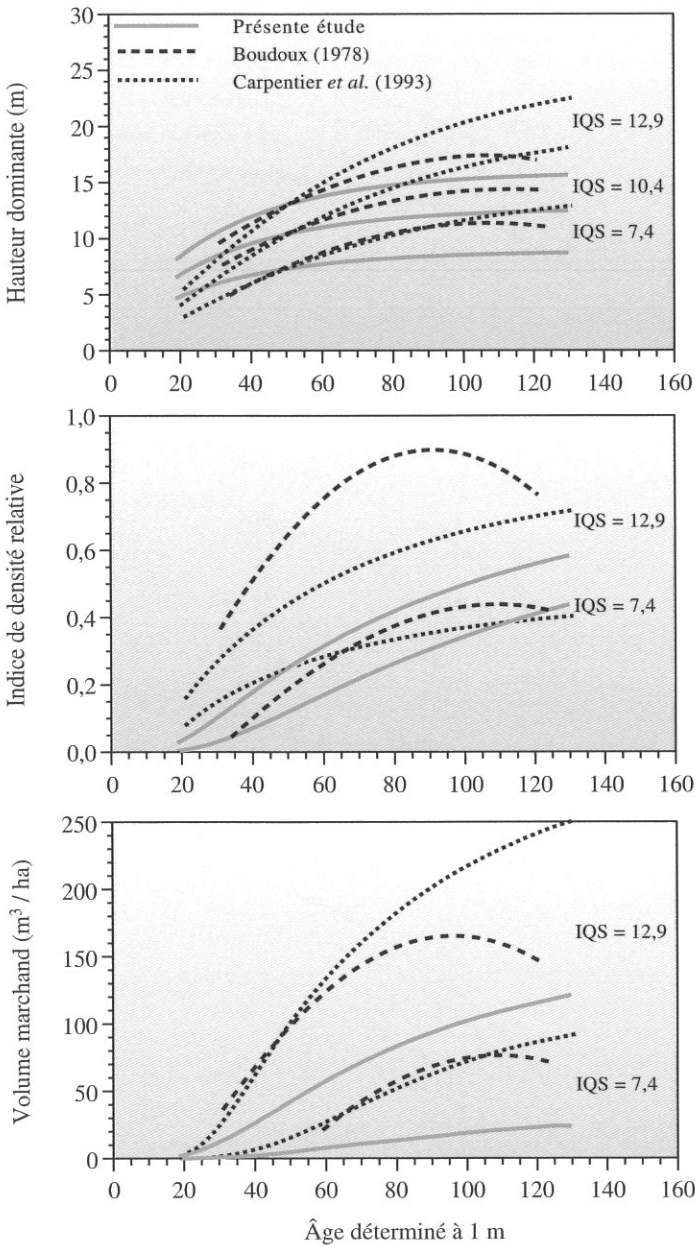 Présente étude
Boudoux (1978)
Carpentier et al. (1993)
Hauteur dominante (m)
30
25
20
15
10
5
0
IQS = 12,9
IQS = 10,4
IQS = 7,4
0 20 40 60 80 100 120 140 160
Indice de densité relative
1,0
0,8
0,6
0,4
0,2
0,0
IQS = 12,9
IQS = 7,4
0 20 40 60 80 100 120 140 160
Volume marchand (m³ / ha)
250
200
150
100
50
0
IQS = 12,9
IQS = 7,4
0 20 40 60 80 100 120 140 160
Âge déterminé à 1 m